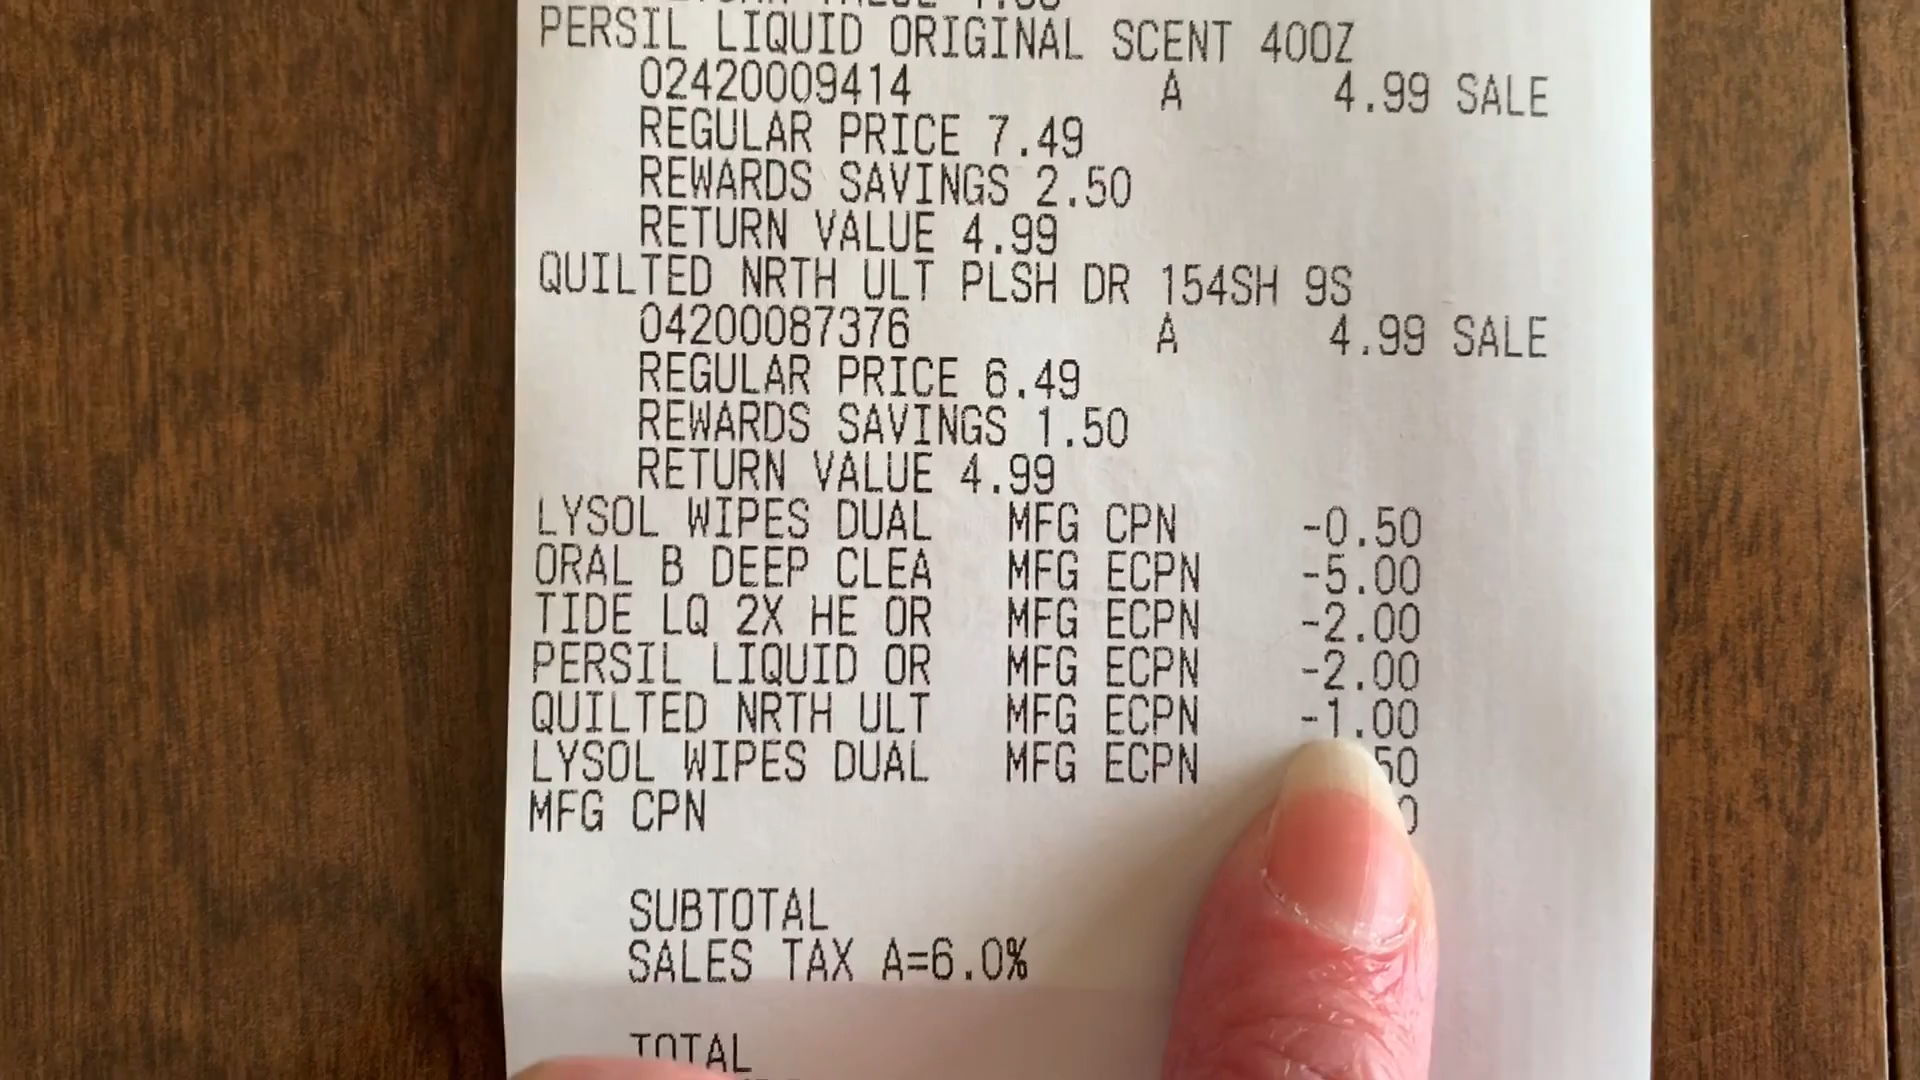 PERSIL LIQUID ORIGINAL SCENT 40OZ
02420009414 A 4.99 SALE
REGULAR PRICE 7.49
REWARDS SAVINGS 2.50
RETURN VALUE 4.99
QUILTED NRTH ULT PLSH DR 154SH 9S
04200087376 A 4.99 SALE
REGULAR PRICE 6.49
REWARDS SAVINGS 1.50
RETURN VALUE 4.99
LYSOL WIPES DUAL MFG CPN -0.50
ORAL B DEEP CLEA MFG ECPN -5.00
TIDE LQ 2X HE OR MFG ECPN -2.00
PERSIL LIQUID OR MFG ECPN -2.00
QUILTED NRTH ULT MFG ECPN -1.00
LYSOL WIPES DUAL MFG ECPN
MFG CPN
SUBTOTAL
SALES TAX A=6.0%
TOTAL